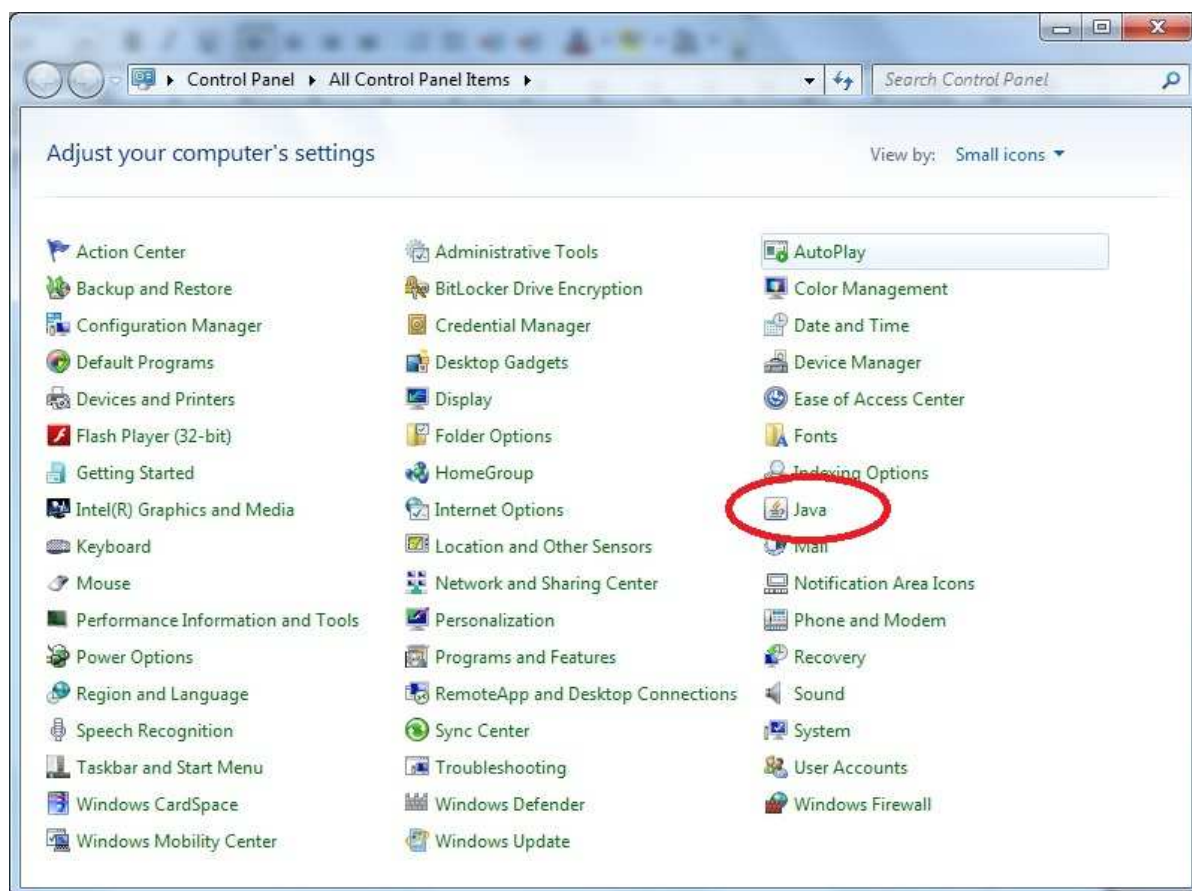 Control Panel All Control Panel Items Search Control Panel
Adjust your computer's settings View by: Small icons
Action Center Administrative Tools AutoPlay
Backup and Restore BitLocker Drive Encryption Color Management
Configuration Manager Credential Manager Date and Time
Default Programs Desktop Gadgets Device Manager
Devices and Printers Display Ease of Access Center
Flash Player (32-bit) Folder Options Fonts
Getting Started HomeGroup Indexing Options
Intel(R) Graphics and Media Internet Options Java
Keyboard Location and Other Sensors Mail
Mouse Network and Sharing Center Notification Area Icons
Performance Information and Tools Personalization Phone and Modem
Power Options Programs and Features Recovery
Region and Language RemoteApp and Desktop Connections Sound
Speech Recognition Sync Center System
Taskbar and Start Menu Troubleshooting User Accounts
Windows CardSpace Windows Defender Windows Firewall
Windows Mobility Center Windows Update